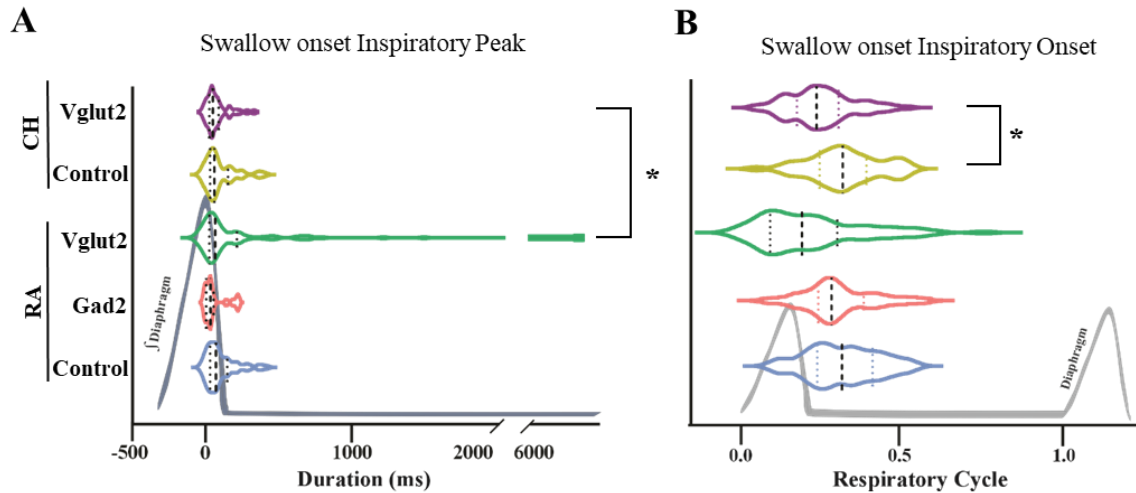 A
Swallow onset Inspiratory Peak
CH
Vglut2
Control
RA
Vglut2
Gad2
Control
∫Diaphragm
*
-500 0 1000 2000 6000
Duration (ms)
B
Swallow onset Inspiratory Onset
*
Diaphragm
0.0 0.5 1.0
Respiratory Cycle